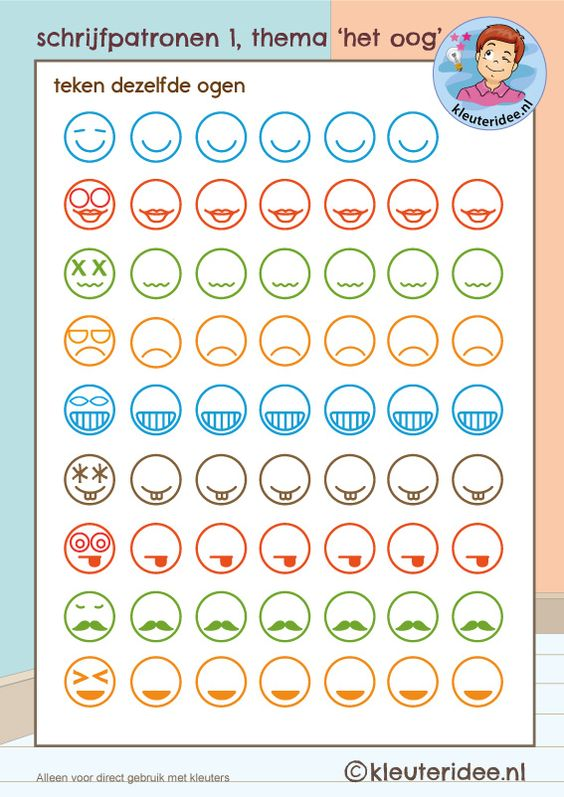 schrijfpatronen 1, thema ‘het oog’
kleuteridee.nl
teken dezelfde ogen
Alleen voor direct gebruik met kleuters
©kleuteridee.nl